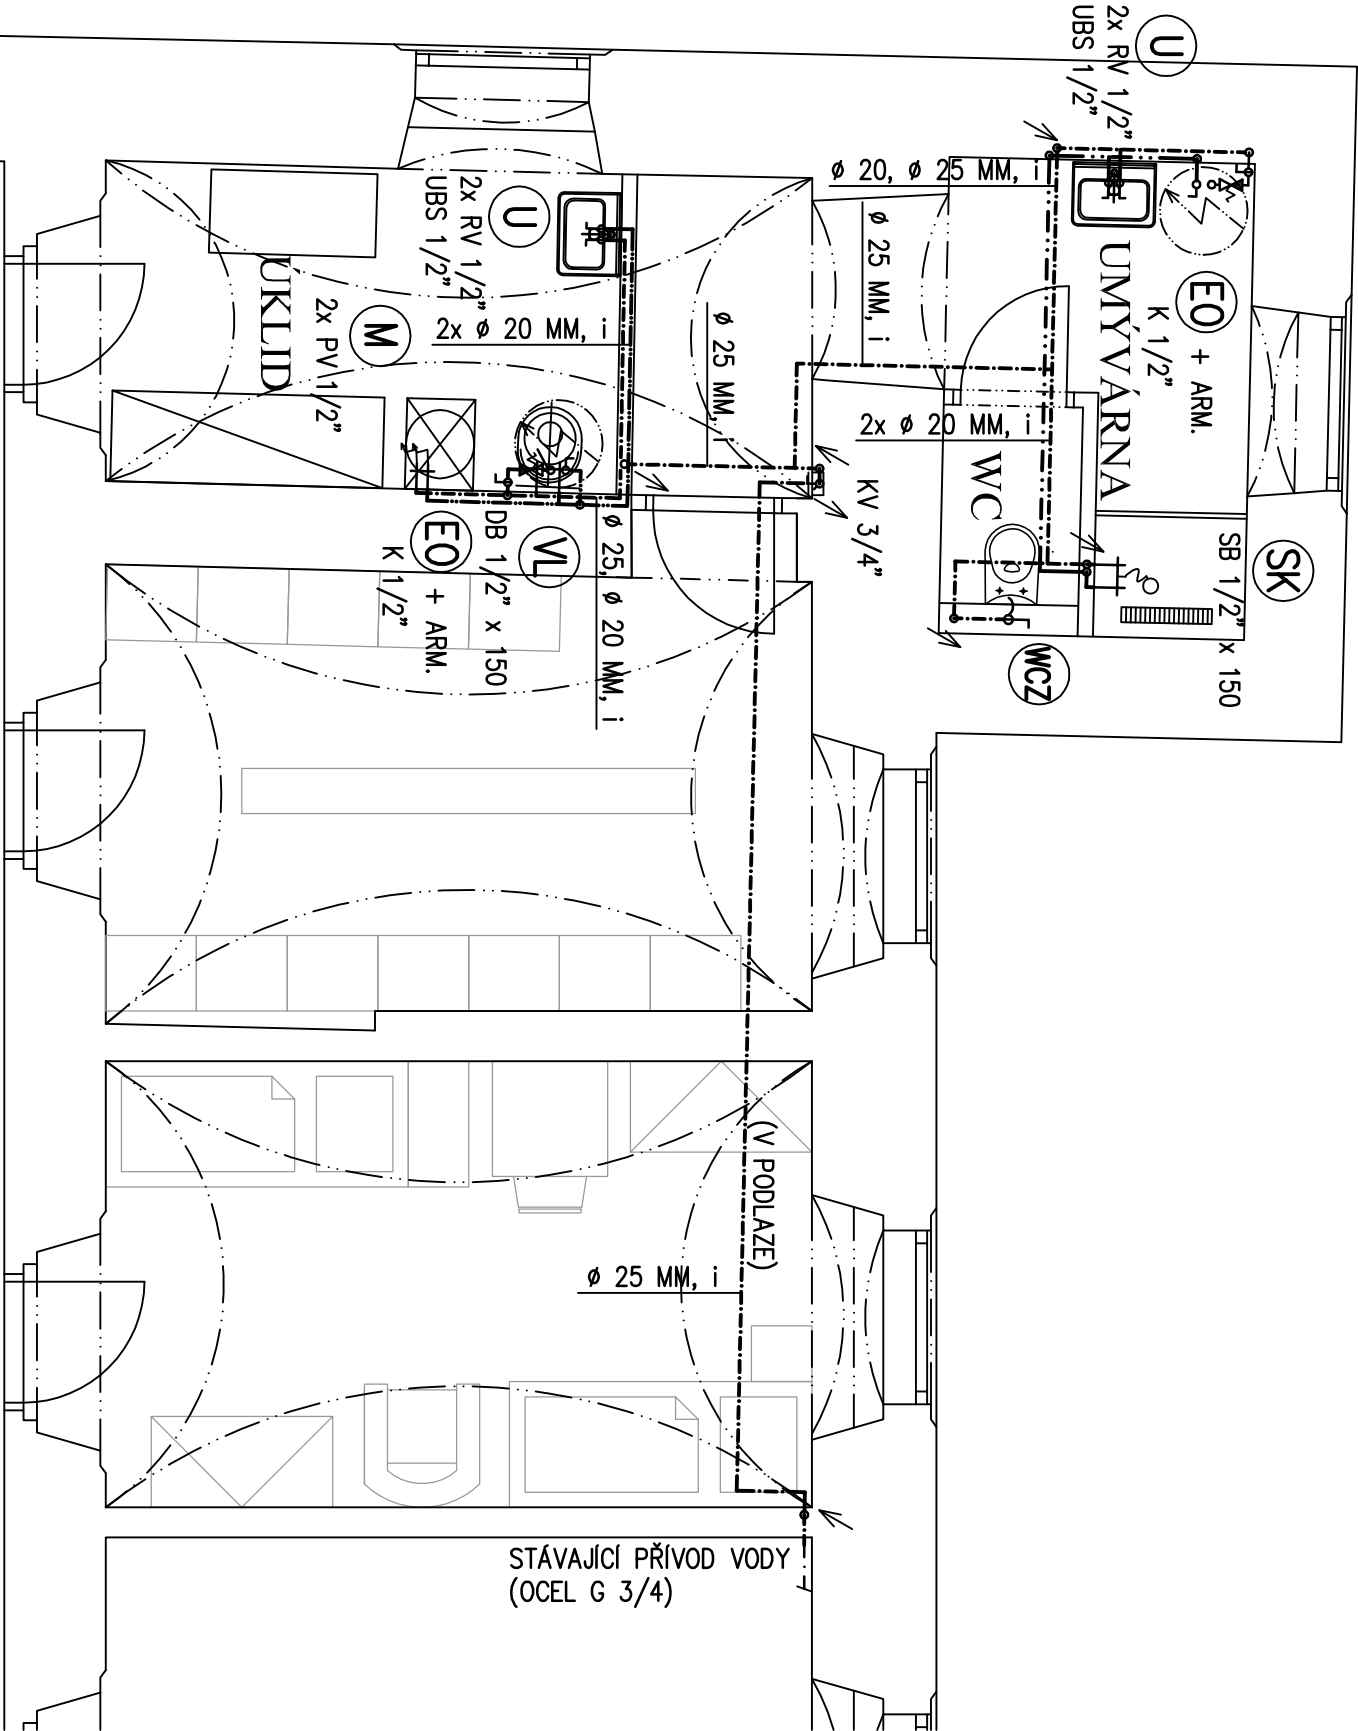 U
2x RV 1/2"
UBS 1/2"
ϕ 20, ϕ 25 MM, i
ϕ 25 MM, i
EO + ARM.
K 1/2"
UMÝVÁRNA
2x ϕ 20 MM, i
WC
SK
SB 1/2" x 150
WCZ
KV 3/4"
U
2x RV 1/2"
UBS 1/2"
2x ϕ 20 MM, i
ϕ 25 MM, i
UKLID
M
2x PV 1/2"
VL
DB 1/2" x 150
EO + ARM.
K 1/2"
ϕ 25, ϕ 20 MM, i
(V PODLAZE)
ϕ 25 MM, i
STÁVAJÍCÍ PŘÍVOD VODY
(OCEL G 3/4)